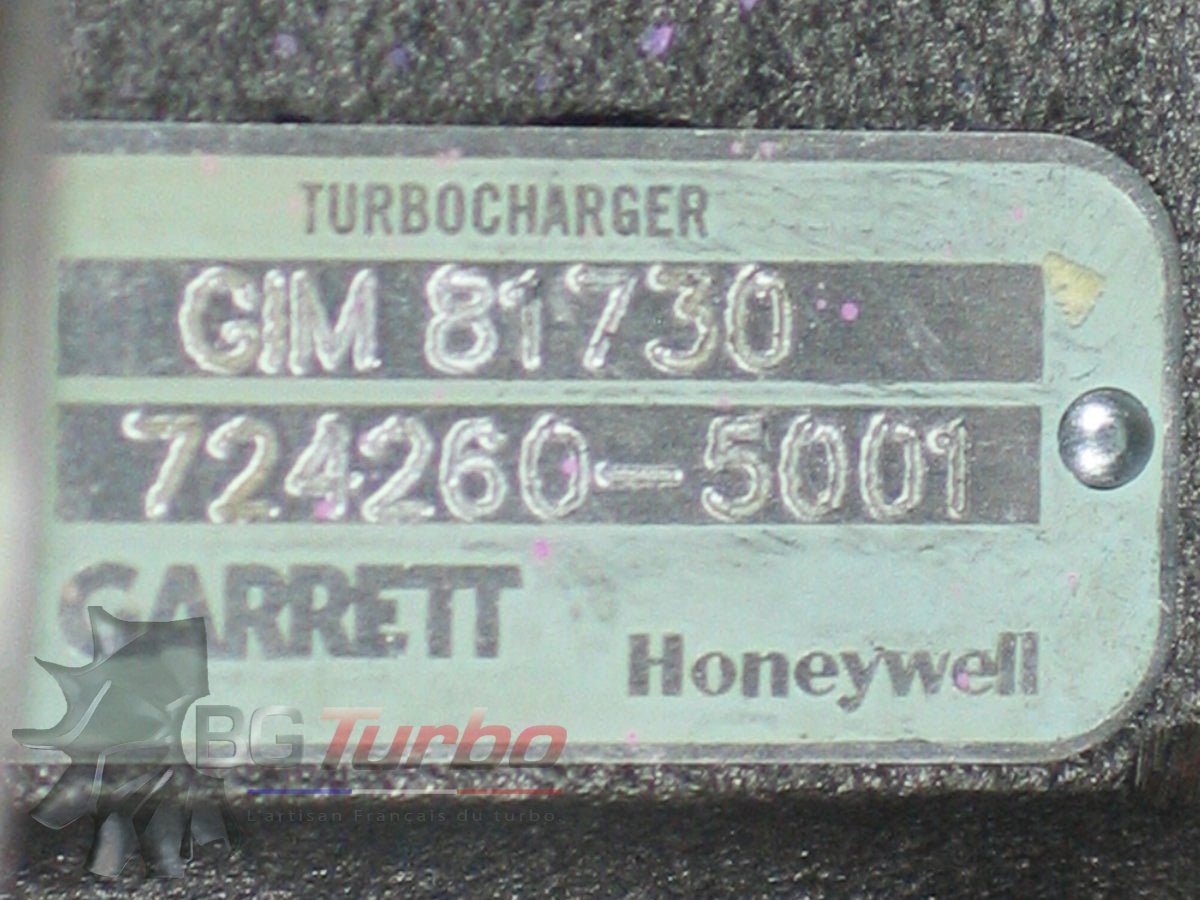 TURBOCHARGER
GIM 81730
724260-5001
GARRETT
Honeywell
BG Turbo
L'artisan Français du turbo.